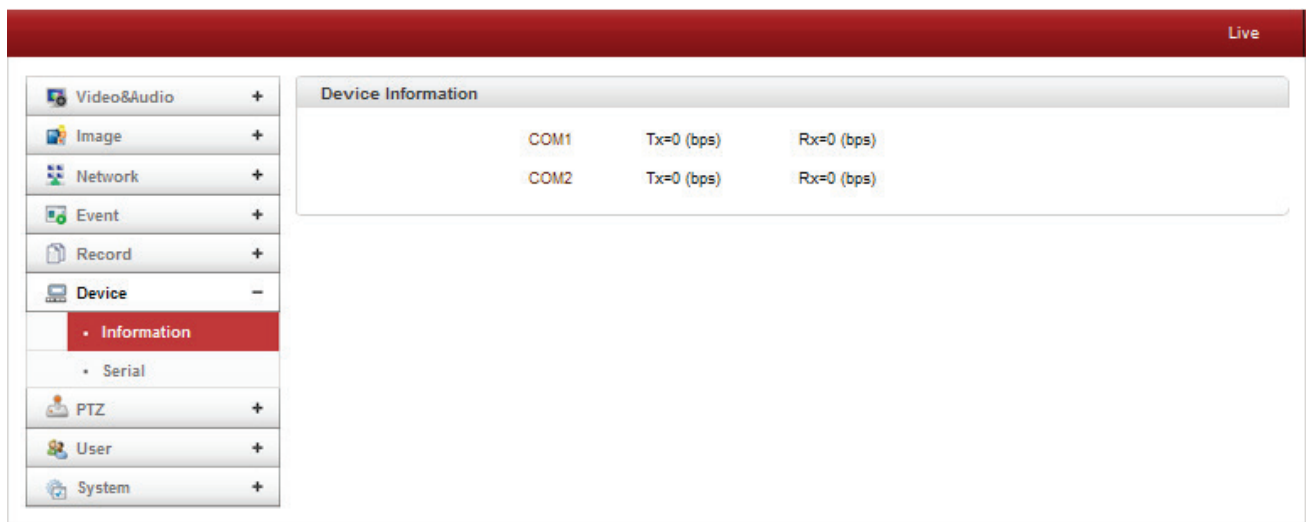 Live
Video&Audio +
Image +
Network +
Event +
Record +
Device -
• Information
• Serial
PTZ +
User +
System +
Device Information
COM1 Tx=0 (bps) Rx=0 (bps)
COM2 Tx=0 (bps) Rx=0 (bps)